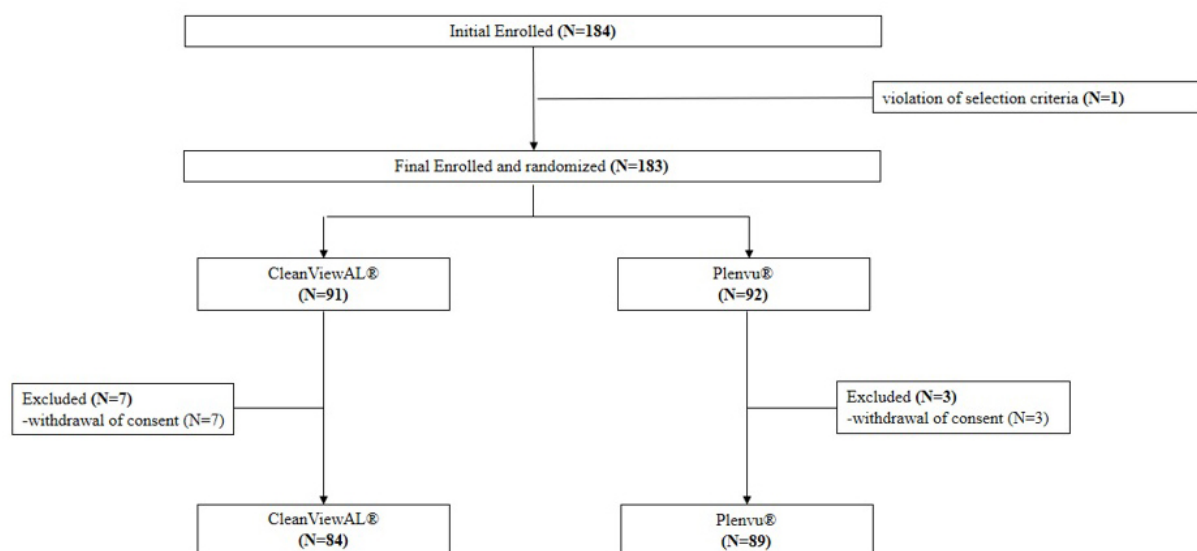 Initial Enrolled (N=184)
violation of selection criteria (N=1)
Final Enrolled and randomized (N=183)
CleanViewAL®
(N=91)
Plenvu®
(N=92)
Excluded (N=7)
-withdrawal of consent (N=7)
Excluded (N=3)
-withdrawal of consent (N=3)
CleanViewAL®
(N=84)
Plenvu®
(N=89)